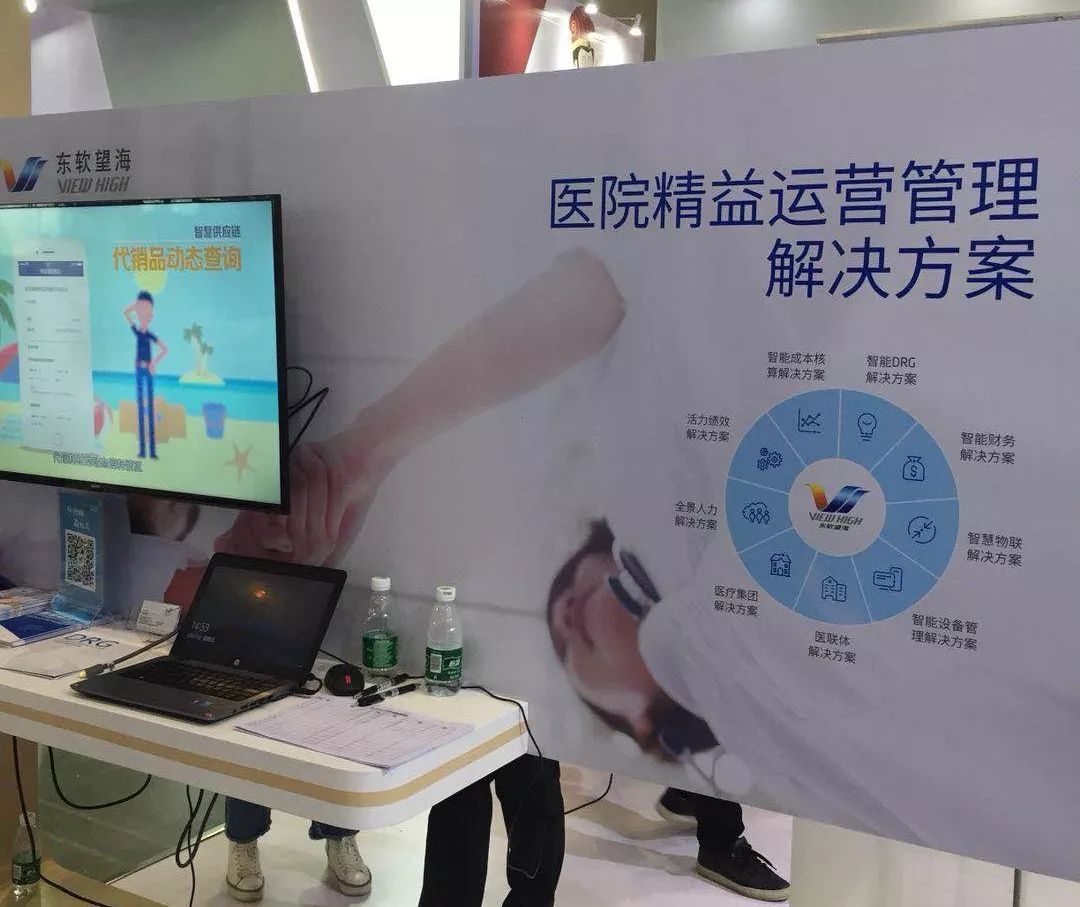 东软望海
VIEW HIGH
智慧供应链
代销品动态查询
医院精益运营管理
解决方案
智能成本核
算解决方案
智能DRG
解决方案
活力绩效
解决方案
智能财务
解决方案
全景人力
解决方案
VIEW HIGH
东软望海
智慧物联
解决方案
医疗集团
解决方案
医联体
解决方案
智能设备管
理解决方案
14:53
DRG